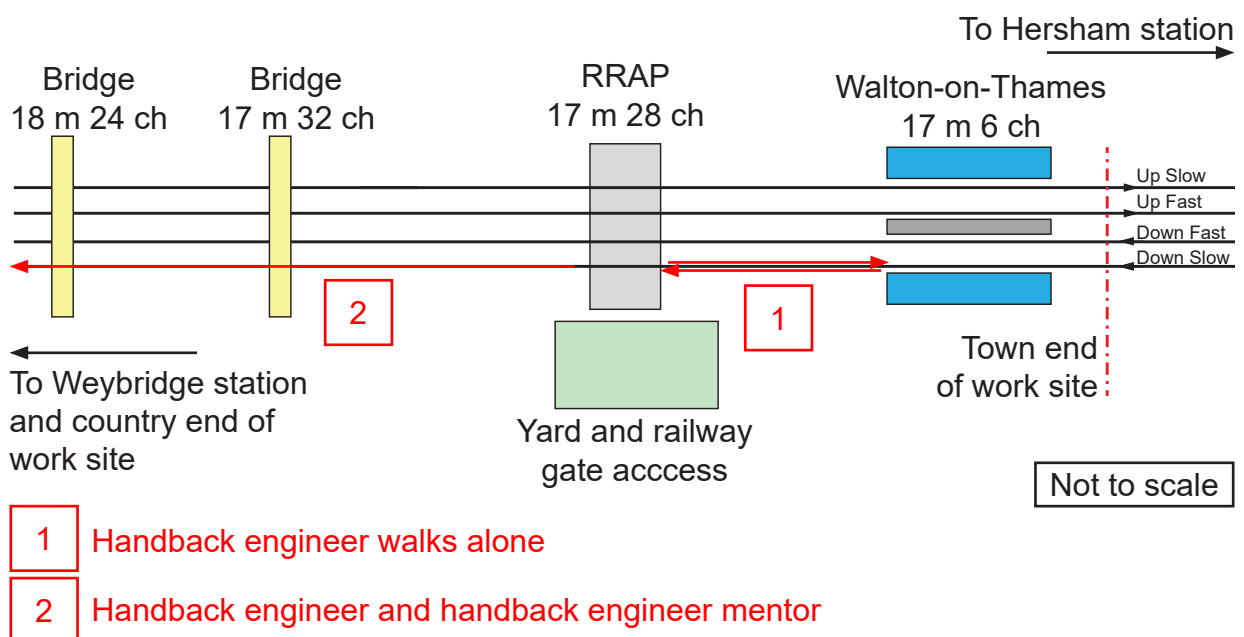 To Hersham station
Bridge
18 m 24 ch
Bridge
17 m 32 ch
RRAP
17 m 28 ch
Walton-on-Thames
17 m 6 ch
Up Slow
Up Fast
Down Fast
Down Slow
2
1
To Weybridge station
and country end of
work site
Yard and railway
gate acccess
Town end
of work site
Not to scale
1 Handback engineer walks alone
2 Handback engineer and handback engineer mentor